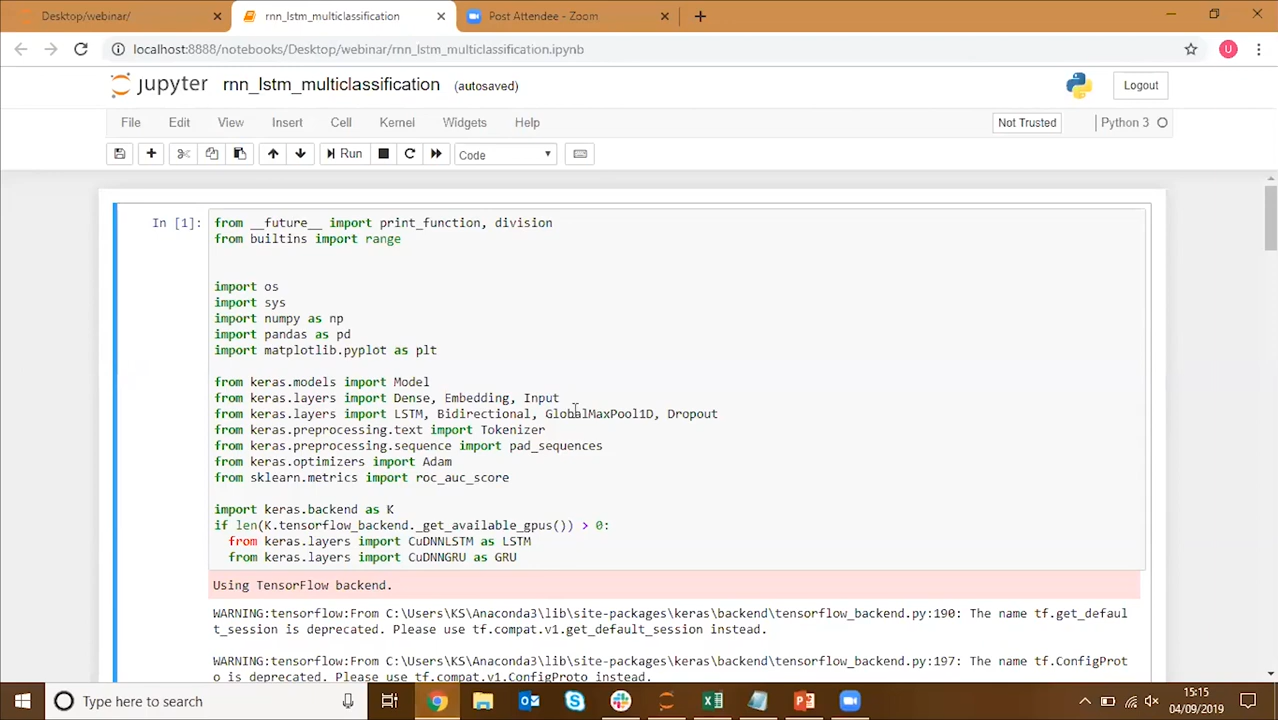 Desktop/webinar/
rnn_lstm_multiclassification
Post Attendee - Zoom
localhost:8888/notebooks/Desktop/webinar/rnn_lstm_multiclassification.ipynb
U
jupyter rnn_lstm_multiclassification (autosaved)
Logout
File Edit View Insert Cell Kernel Widgets Help
Not Trusted
Python 3
Run
Code
In [1]:
from __future__ import print_function, division
from builtins import range
import os
import sys
import numpy as np
import pandas as pd
import matplotlib.pyplot as plt
from keras.models import Model
from keras.layers import Dense, Embedding, Input
from keras.layers import LSTM, Bidirectional, GlobalMaxPool1D, Dropout
from keras.preprocessing.text import Tokenizer
from keras.preprocessing.sequence import pad_sequences
from keras.optimizers import Adam
from sklearn.metrics import roc_auc_score
import keras.backend as K
if len(K.tensorflow_backend._get_available_gpus()) > 0:
from keras.layers import CuDNNLSTM as LSTM
from keras.layers import CuDNNGRU as GRU
Using TensorFlow backend.
WARNING:tensorflow:From C:\Users\KS\Anaconda3\lib\site-packages\keras\backend\tensorflow_backend.py:190: The name tf.get_defaul
t_session is deprecated. Please use tf.compat.v1.get_default_session instead.
WARNING:tensorflow:From C:\Users\KS\Anaconda3\lib\site-packages\keras\backend\tensorflow_backend.py:197: The name tf.ConfigProt
o is deprecated. Please use tf.compat.v1.ConfigProto instead.
Type here to search
15:15
04/09/2019